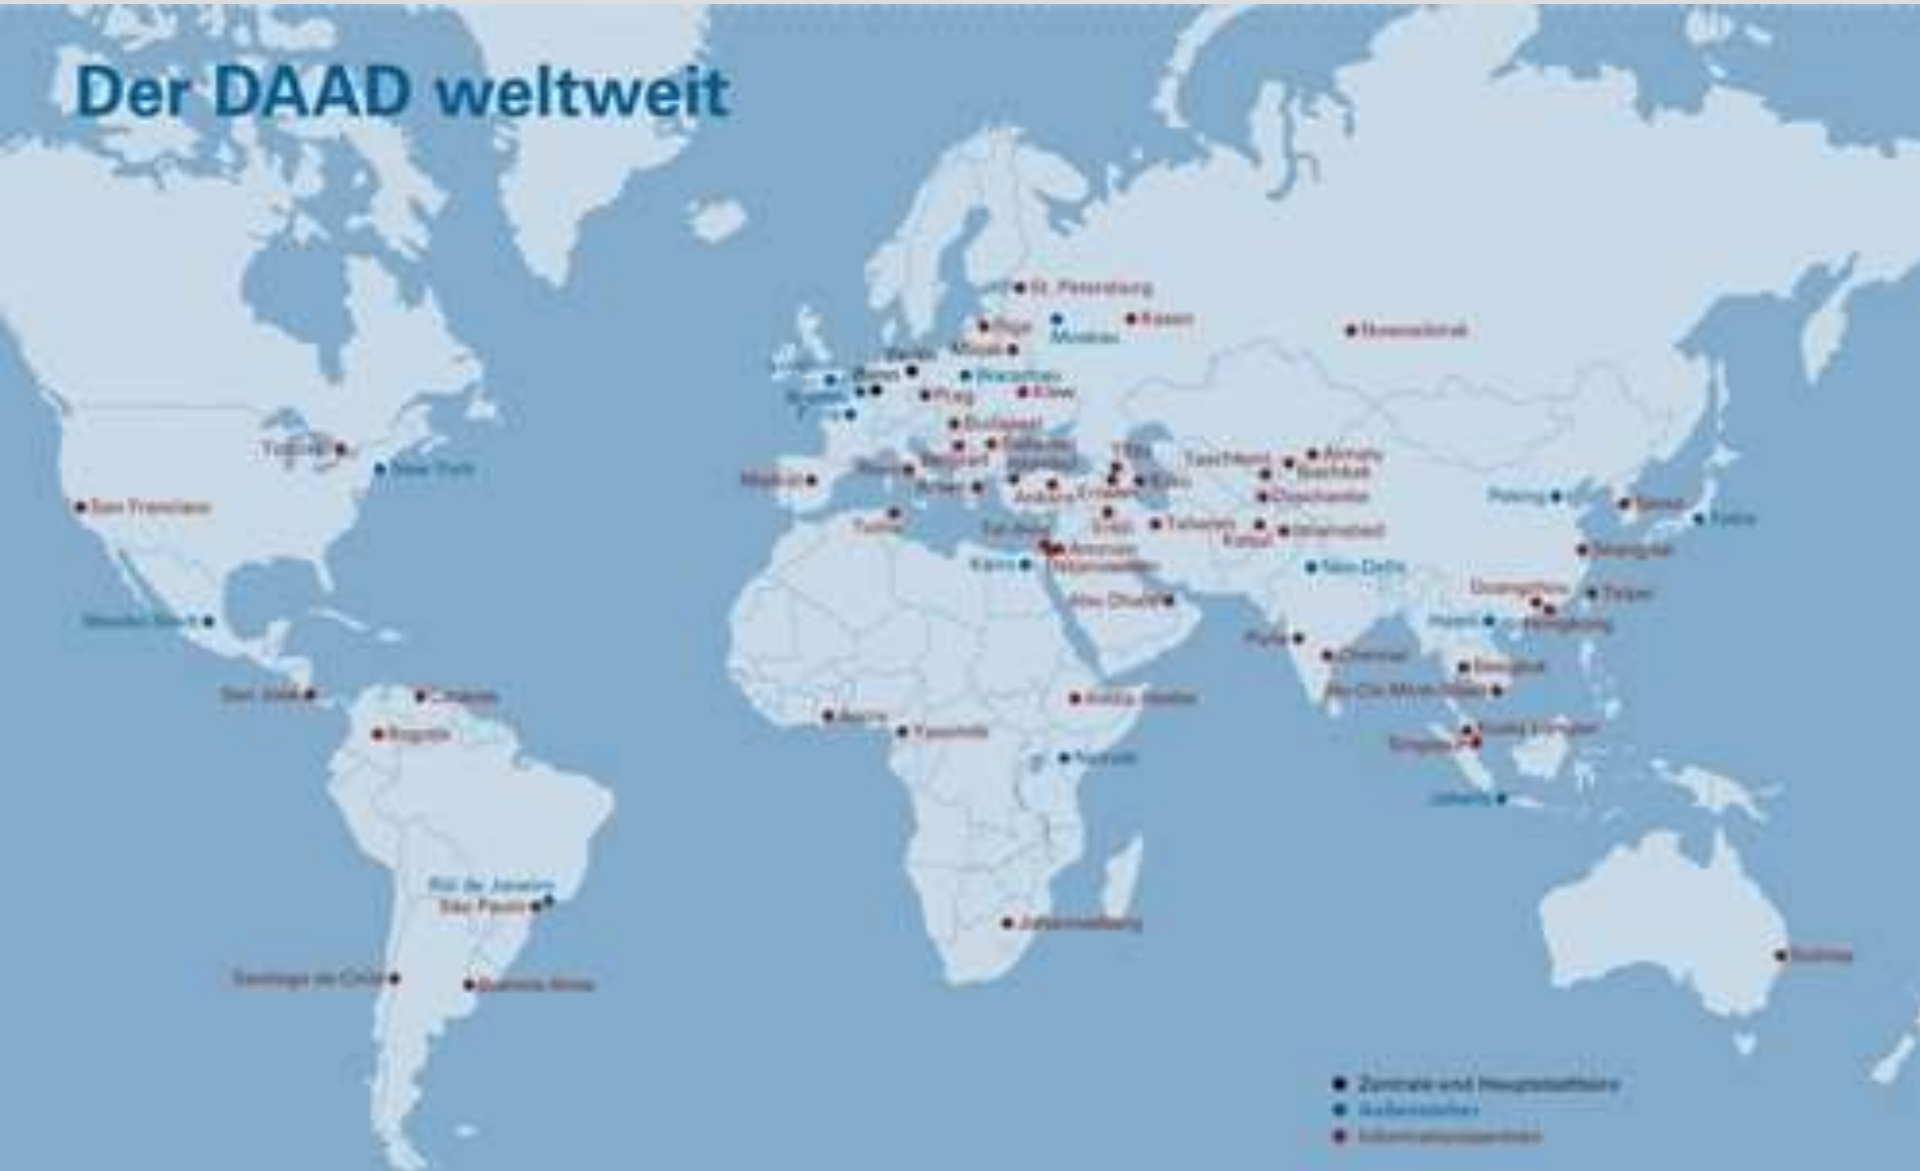 Der DAAD weltweit
St. Petersburg
Riga
Kasan
Moskau
Nowosibirsk
Minsk
Berlin
Bonn
Warschau
Kiew
Prag
Budapest
Toronto
New York
Belgrad
Madrid
Taschkent
Almaty
Bischkek
San Francisco
Ankara
Eriwan
Baku
Duschanbe
Peking
Seoul
Tokio
Tunis
Erbil
Teheran
Kabul
Islamabad
Amman
Shanghai
Kairo
New Delhi
Abu Dhabi
Guangzhou
Taipei
Mexiko-Stadt
Hanoi
Hongkong
Pune
Chennai
Bangkok
San José
Caracas
Addis Abeba
Ho-Chi-Minh-Stadt
Bogotá
Accra
Yaoundé
Kuala Lumpur
Singapur
Nairobi
Jakarta
Rio de Janeiro
São Paulo
Johannesburg
Sydney
Santiago de Chile
Buenos Aires
Zentrale und Hauptstadtbüro
Außenstellen
Informationszentren